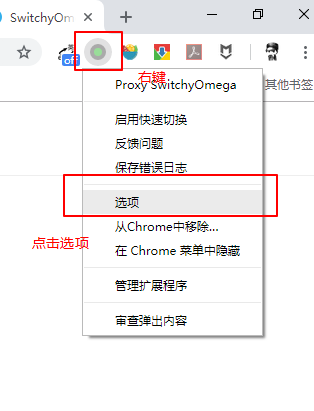 SwitchyOm
off
右键
Proxy SwitchyOmega
其他书签
启用快速切换
反馈问题
保存错误日志
选项
点击选项
从Chrome中移除...
在 Chrome 菜单中隐藏
管理扩展程序
审查弹出内容